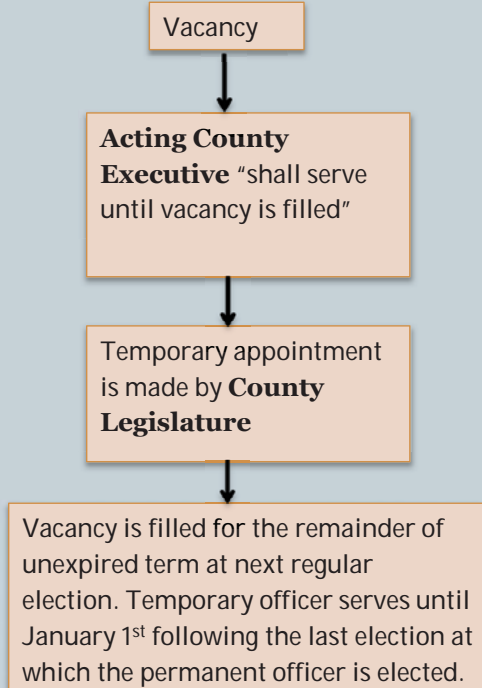 Vacancy
Acting County
Executive “shall serve
until vacancy is filled”
Temporary appointment
is made by County
Legislature
Vacancy is filled for the remainder of
unexpired term at next regular
election. Temporary officer serves until
January 1st following the last election at
which the permanent officer is elected.